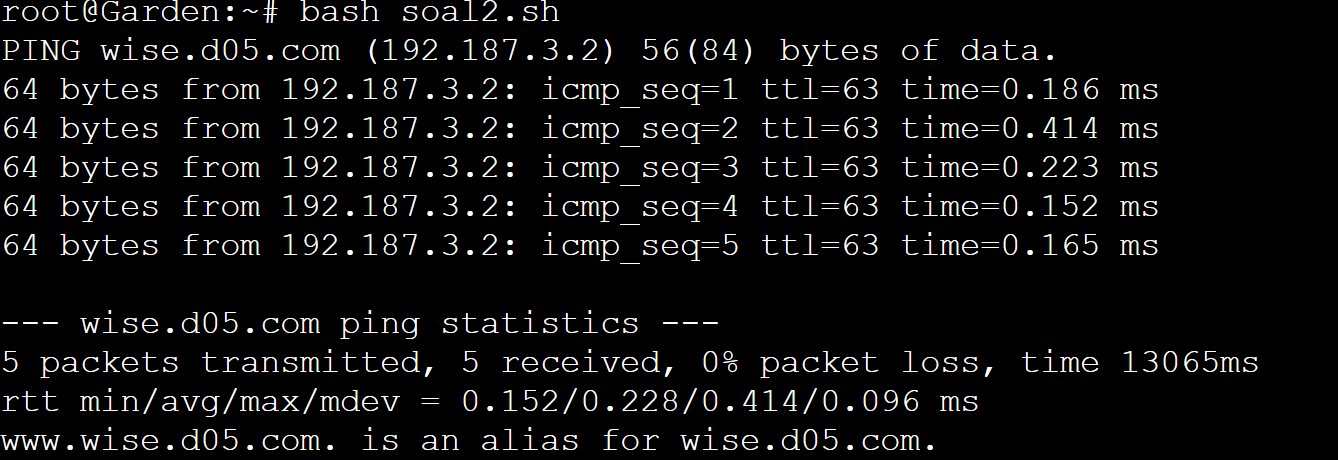 root@Garden:~# bash soal2.sh
PING wise.d05.com (192.187.3.2) 56(84) bytes of data.
64 bytes from 192.187.3.2: icmp_seq=1 ttl=63 time=0.186 ms
64 bytes from 192.187.3.2: icmp_seq=2 ttl=63 time=0.414 ms
64 bytes from 192.187.3.2: icmp_seq=3 ttl=63 time=0.223 ms
64 bytes from 192.187.3.2: icmp_seq=4 ttl=63 time=0.152 ms
64 bytes from 192.187.3.2: icmp_seq=5 ttl=63 time=0.165 ms
--- wise.d05.com ping statistics ---
5 packets transmitted, 5 received, 0% packet loss, time 13065ms
rtt min/avg/max/mdev = 0.152/0.228/0.414/0.096 ms
www.wise.d05.com. is an alias for wise.d05.com.